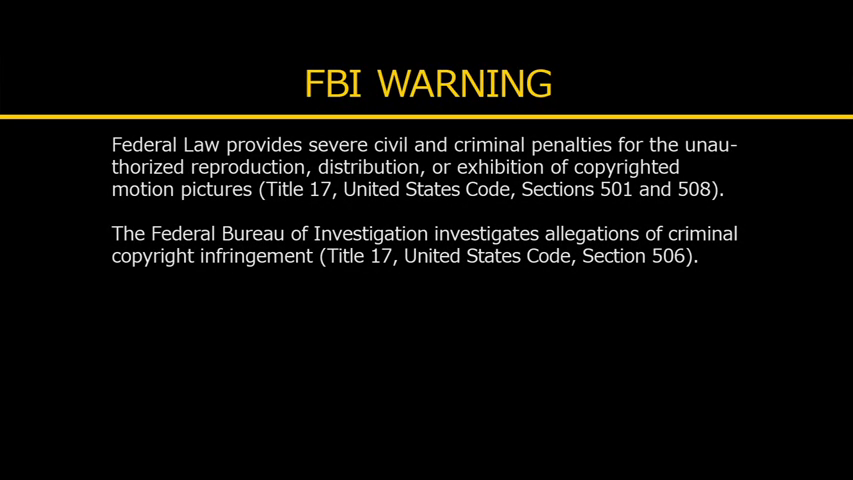 FBI WARNING
Federal Law provides severe civil and criminal penalties for the unau-
thorized reproduction, distribution, or exhibition of copyrighted
motion pictures (Title 17, United States Code, Sections 501 and 508).
The Federal Bureau of Investigation investigates allegations of criminal
copyright infringement (Title 17, United States Code, Section 506).